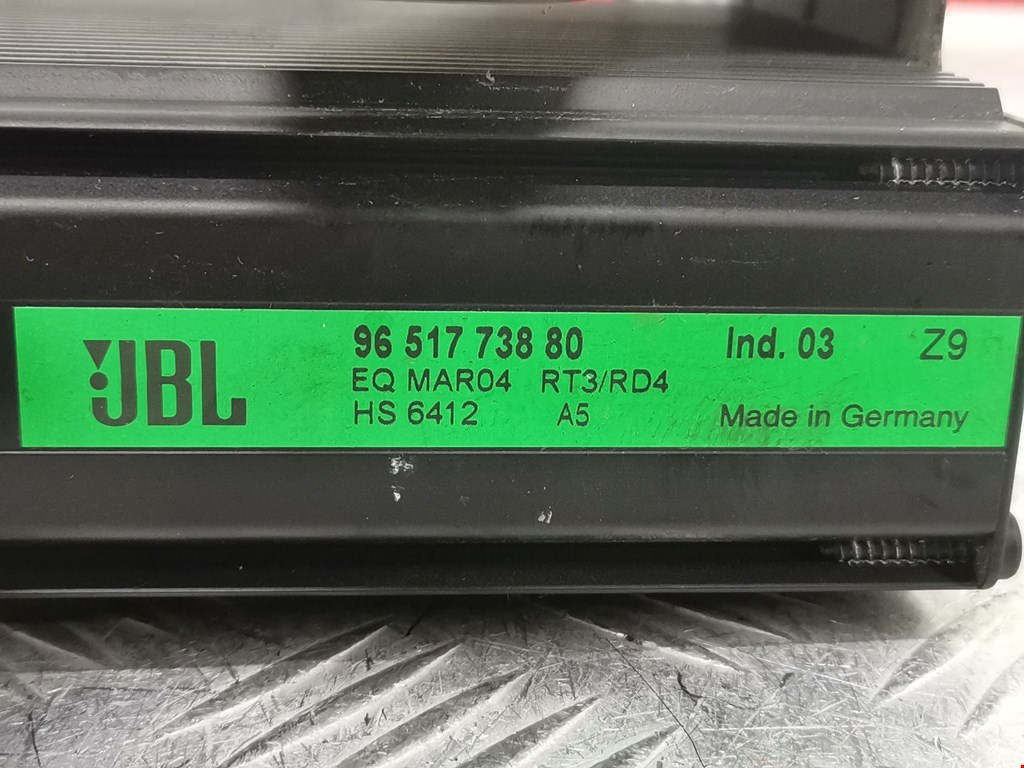 JBL
96 517 738 80 Ind. 03 Z9
EQ MAR04 RT3/RD4
HS 6412 A5 Made in Germany